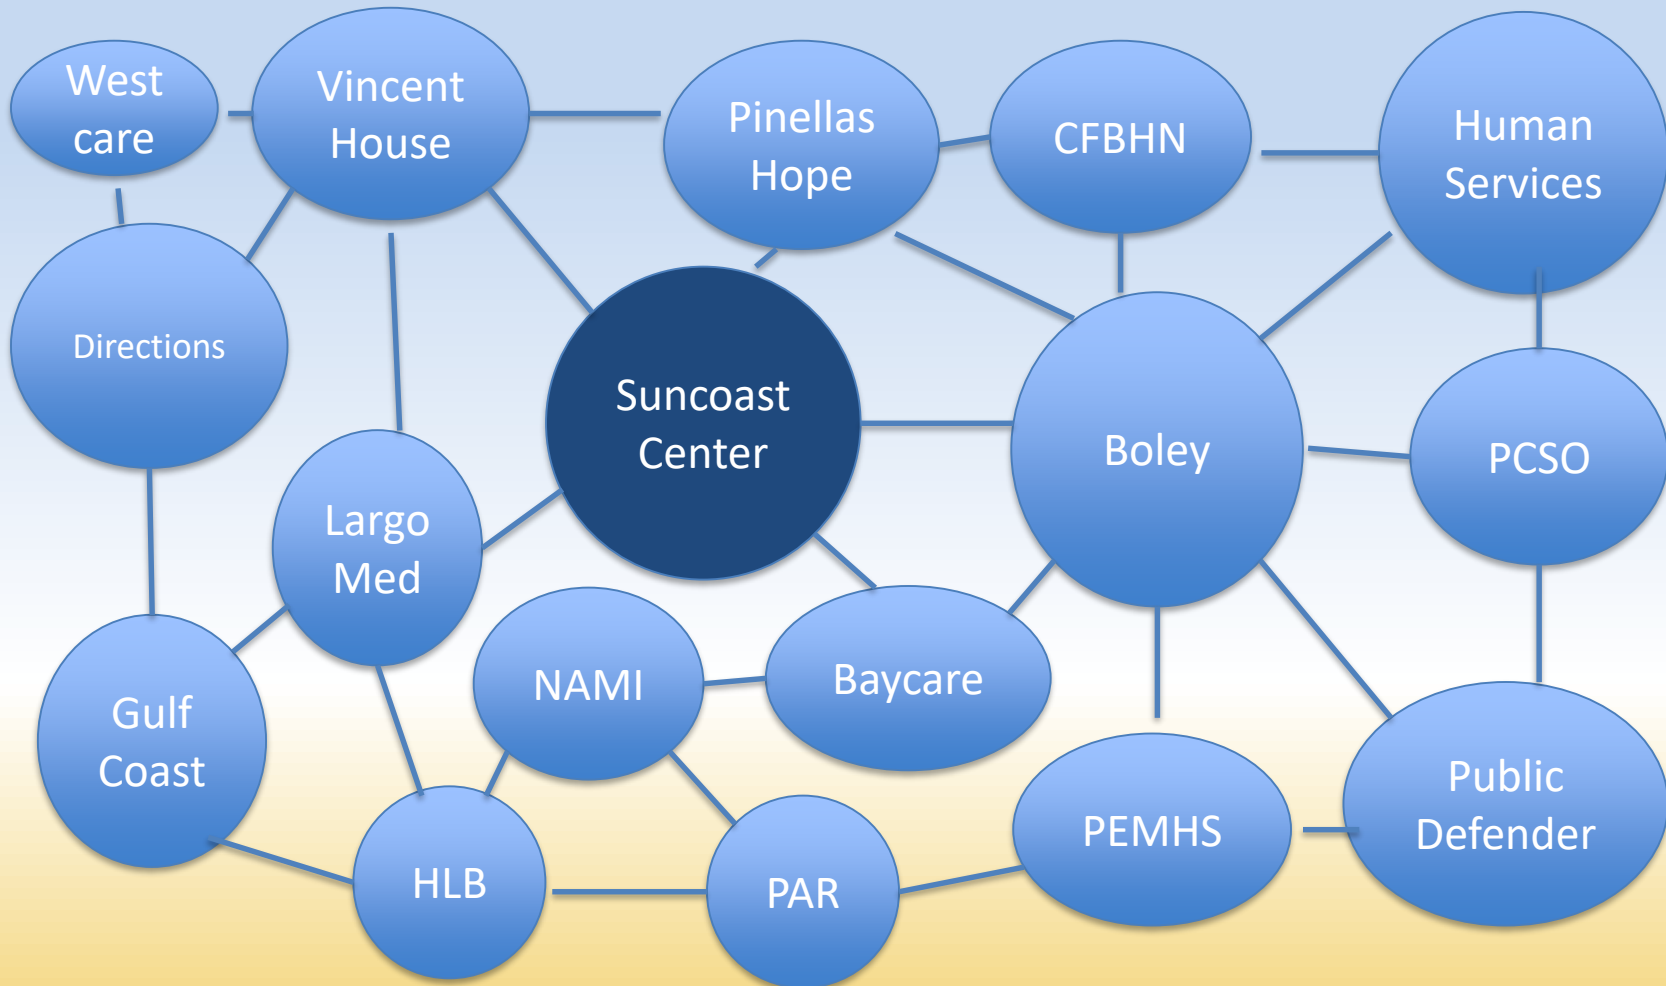 West
care
Vincent
House
Pinellas
Hope
CFBHN
Human
Services
Directions
Suncoast
Center
Boley
PCSO
Largo
Med
NAMI
Baycare
Gulf
Coast
HLB
PAR
PEMHS
Public
Defender